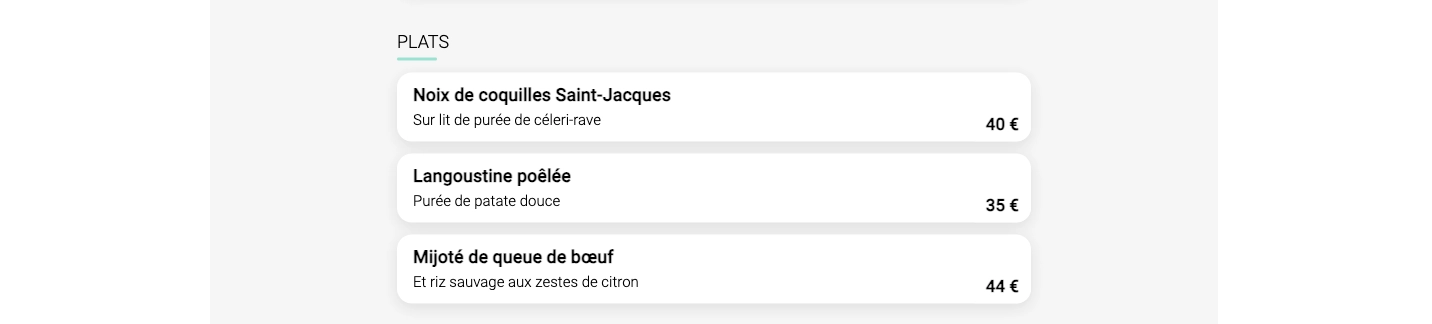 PLATS
Noix de coquilles Saint-Jacques
Sur lit de purée de céleri-rave
40 €
Langoustine poêlée
Purée de patate douce
35 €
Mijoté de queue de bœuf
Et riz sauvage aux zestes de citron
44 €